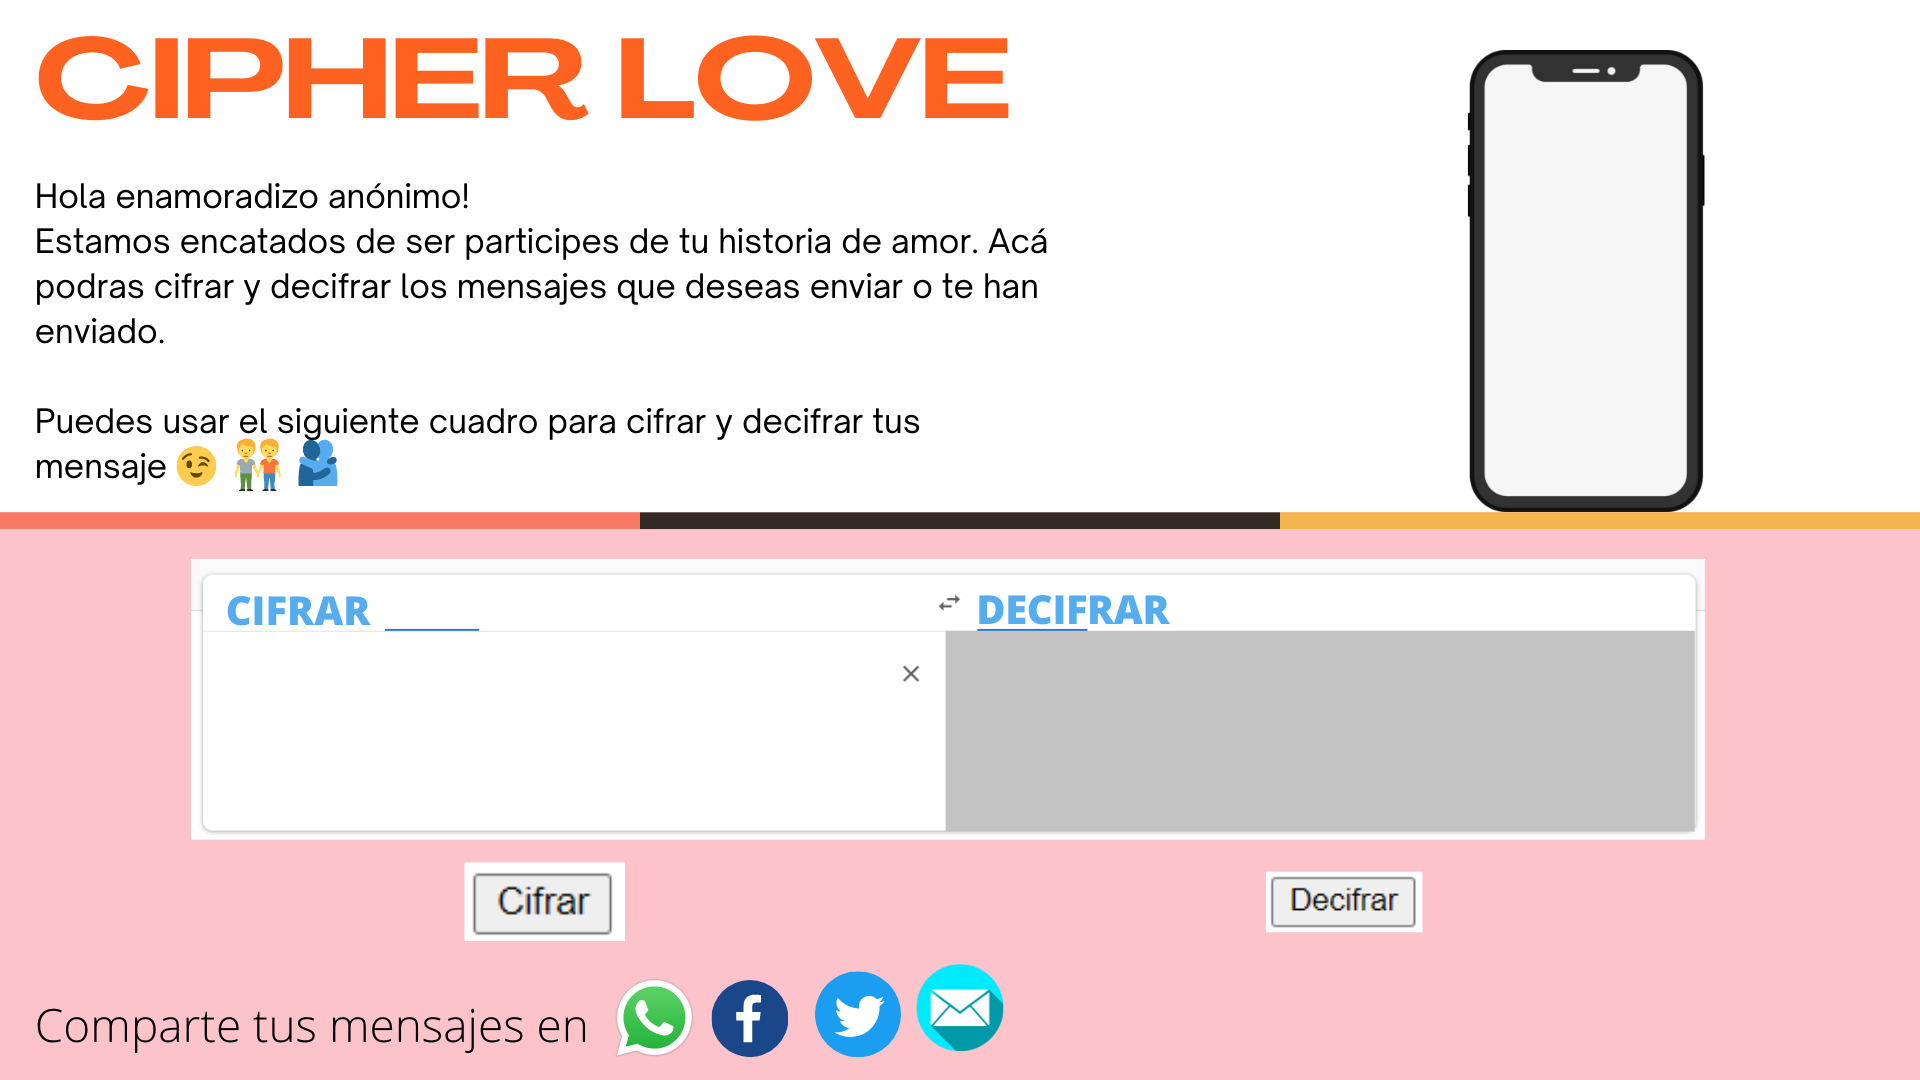 CIPHER LOVE
Hola enamoradizo anónimo!
Estamos encatados de ser participes de tu historia de amor. Acá
podras cifrar y decifrar los mensajes que deseas enviar o te han
enviado.
Puedes usar el siguiente cuadro para cifrar y decifrar tus
mensaje 😉 👬 🫂
CIFRAR
DECIFRAR
Cifrar
Decifrar
Comparte tus mensajes en